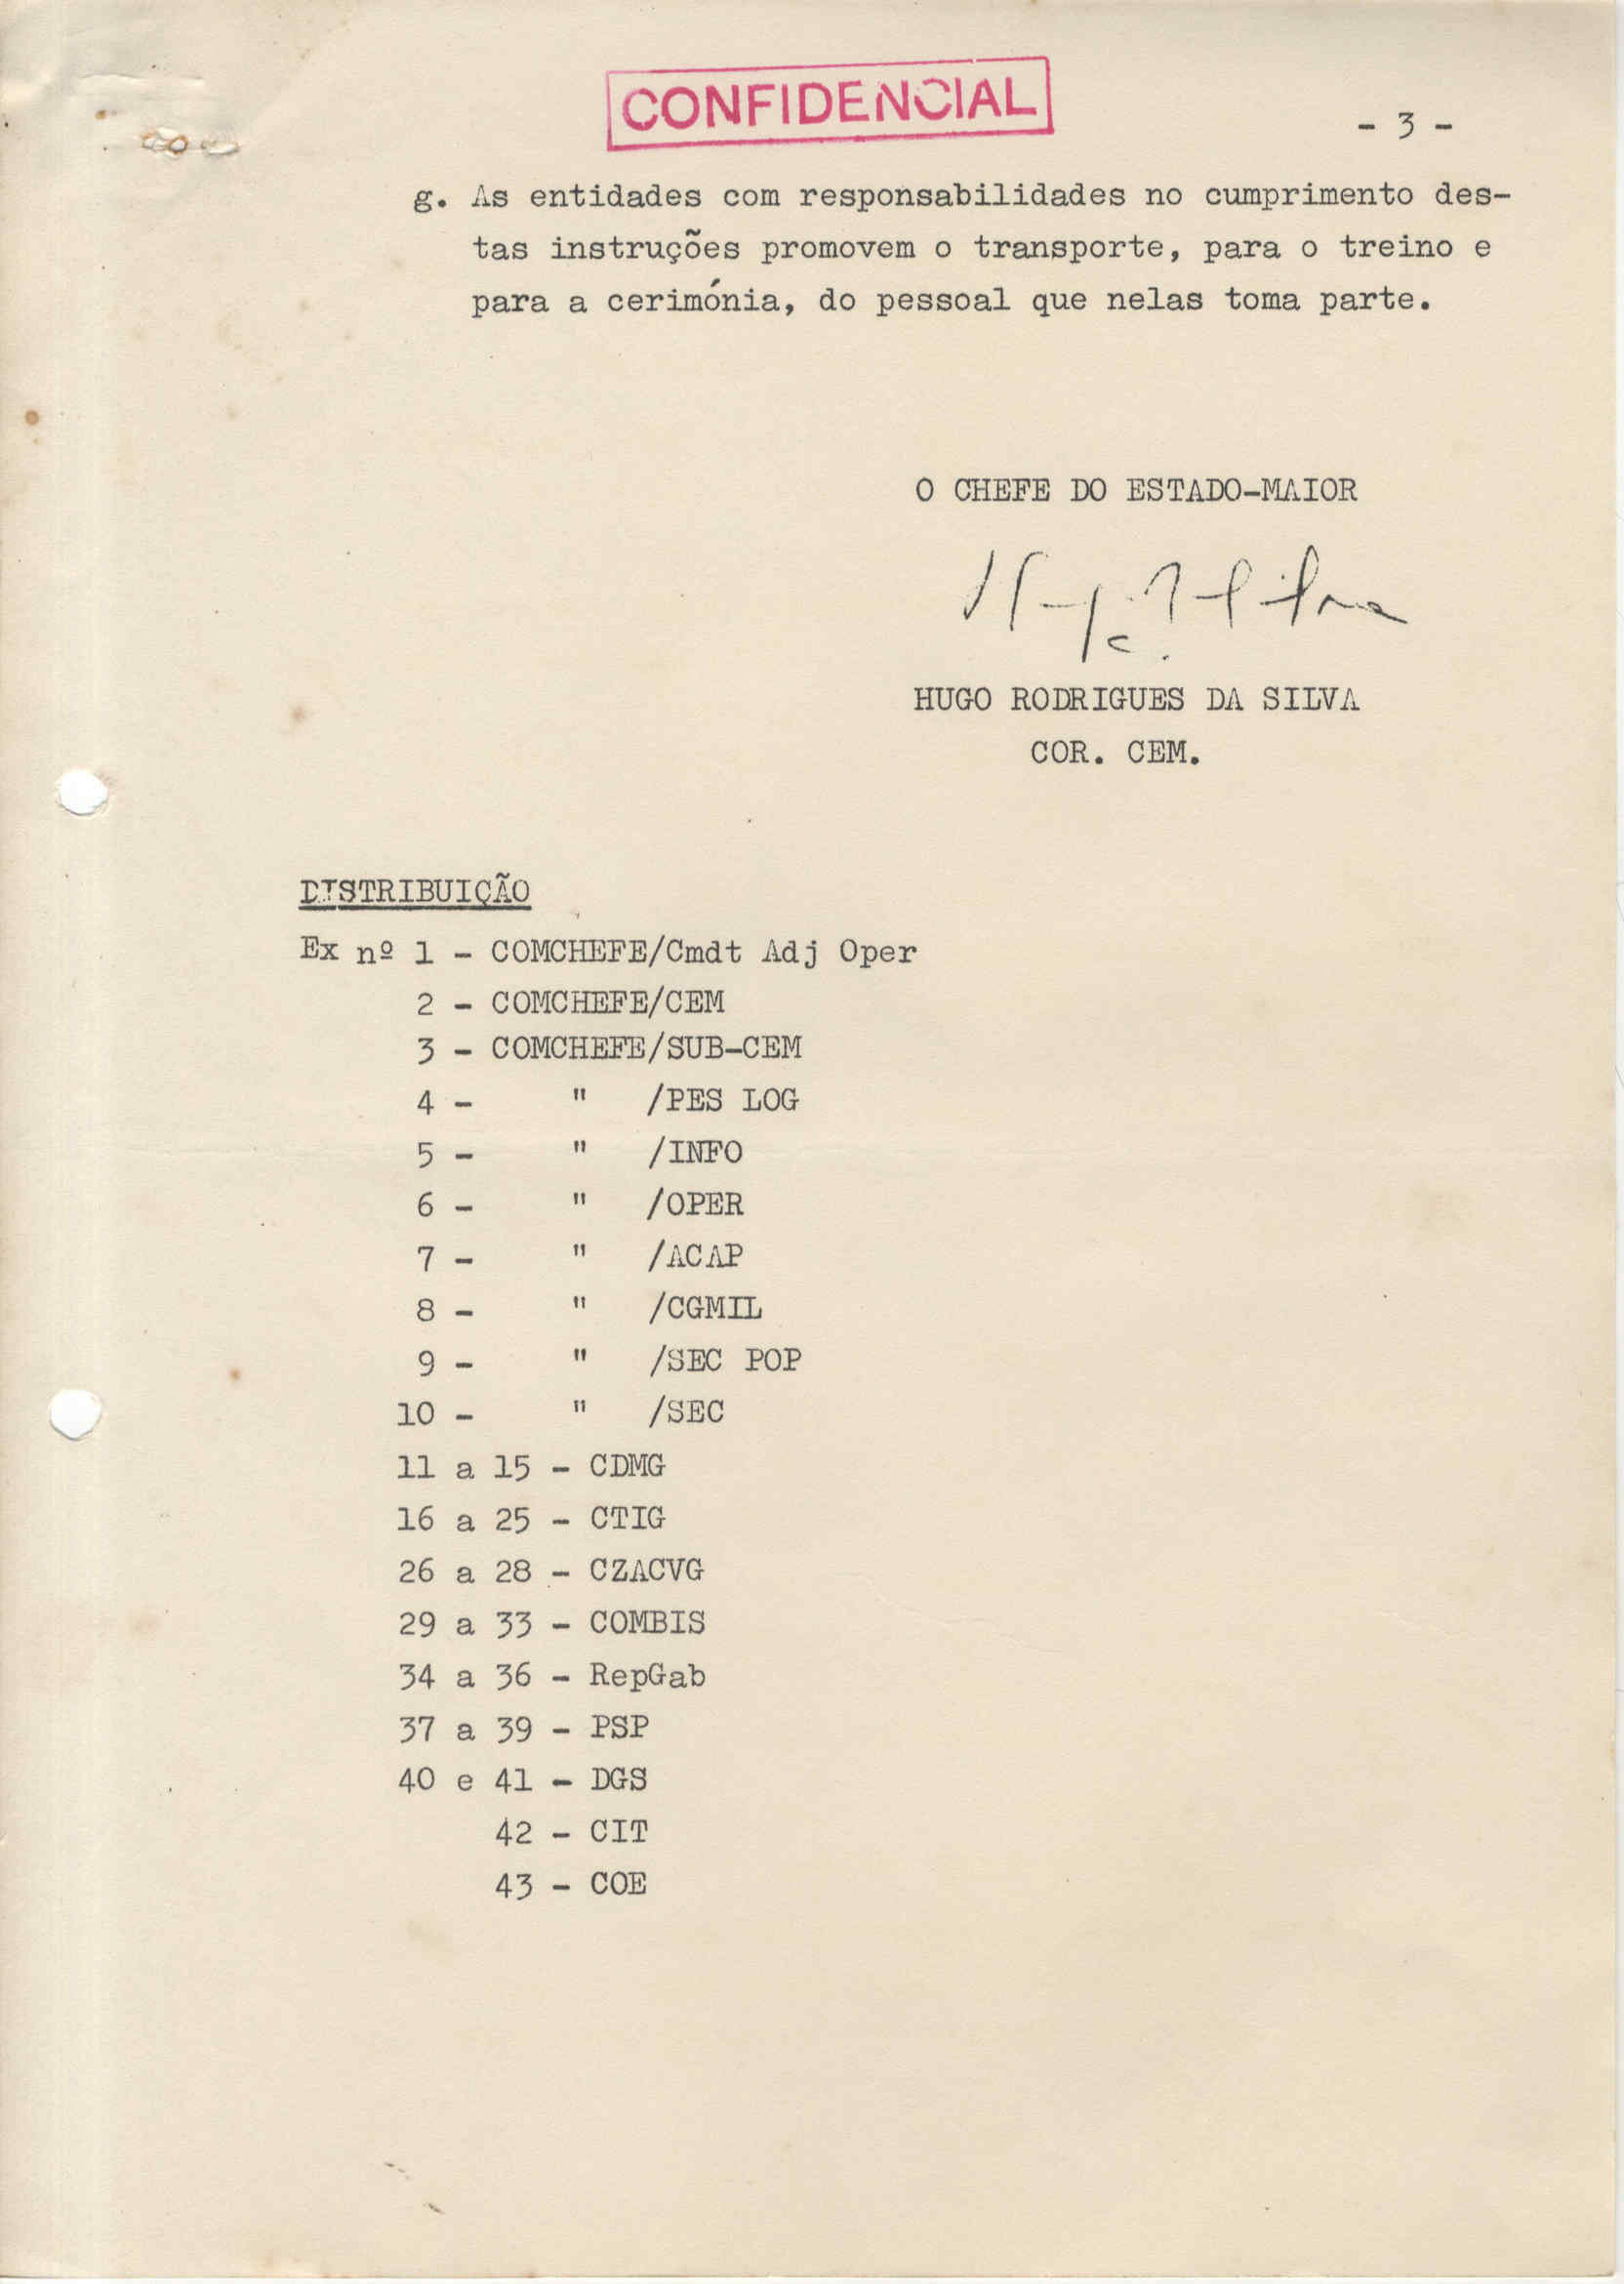 CONFIDENCIAL
- 3 -
g. As entidades com responsabilidades no cumprimento des-
tas instruções promovem o transporte, para o treino e
para a cerimónia, do pessoal que nelas toma parte.
O CHEFE DO ESTADO-MAIOR
HUGO RODRIGUES DA SILVA
COR. CEM.
DISTRIBUIÇÃO
Ex nº 1 - COMCHEFE/Cmdt Adj Oper
2 - COMCHEFE/CEM
3 - COMCHEFE/SUB-CEM
4 - " /PES LOG
5 - " /INFO
6 - " /OPER
7 - " /ACAP
8 - " /CGMIL
9 - " /SEC POP
10 - " /SEC
11 a 15 - CDMG
16 a 25 - CTIG
26 a 28 - CZACVG
29 a 33 - COMBIS
34 a 36 - RepGab
37 a 39 - PSP
40 e 41 - DGS
42 - CIT
43 - COE